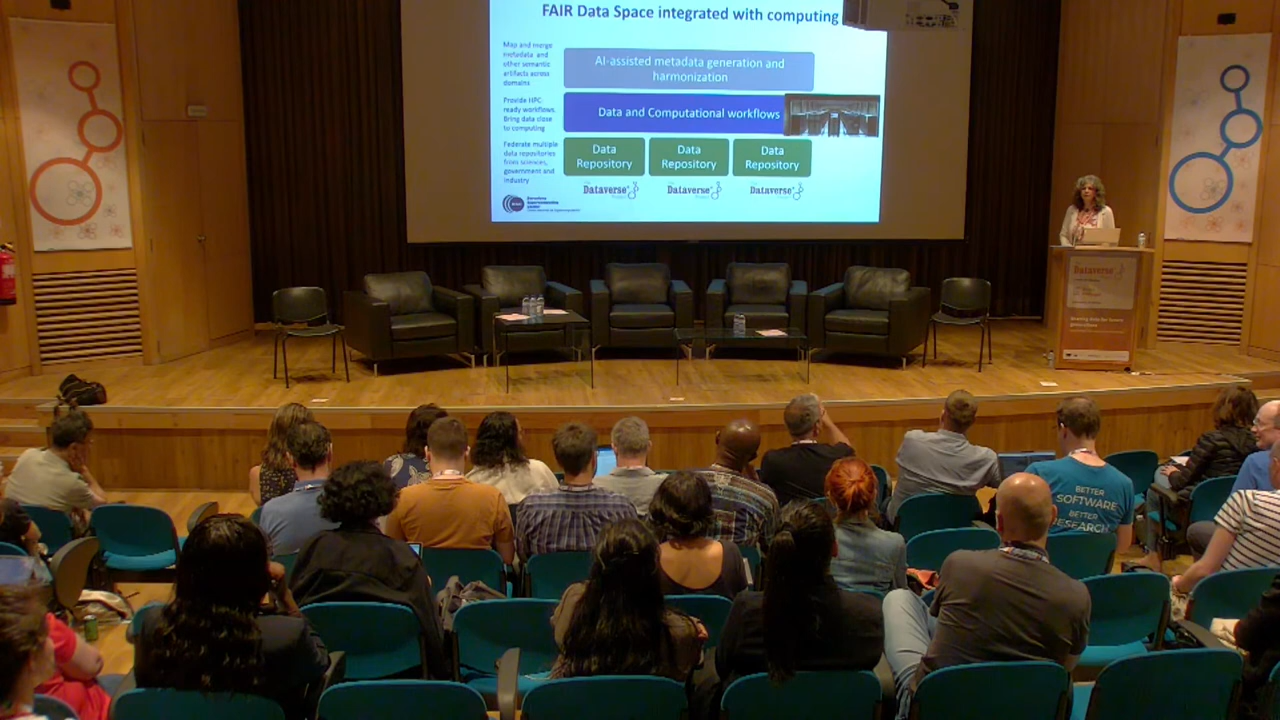 FAIR Data Space integrated with computing
Map and merge
metadata and
other semantic
artifacts across
domains
AI-assisted metadata generation and
harmonization
Provide HPC-
ready workflows.
Bring data close
to computing
Data and Computational workflows
Federate multiple
data repositories
from sciences,
government and
industry
Data
Repository
Data
Repository
Data
Repository
Dataverse
Dataverse
Dataverse
Barcelona
Supercomputing
Center
Dataverse
BETTER
SOFTWARE
BETTER
RESEARCH